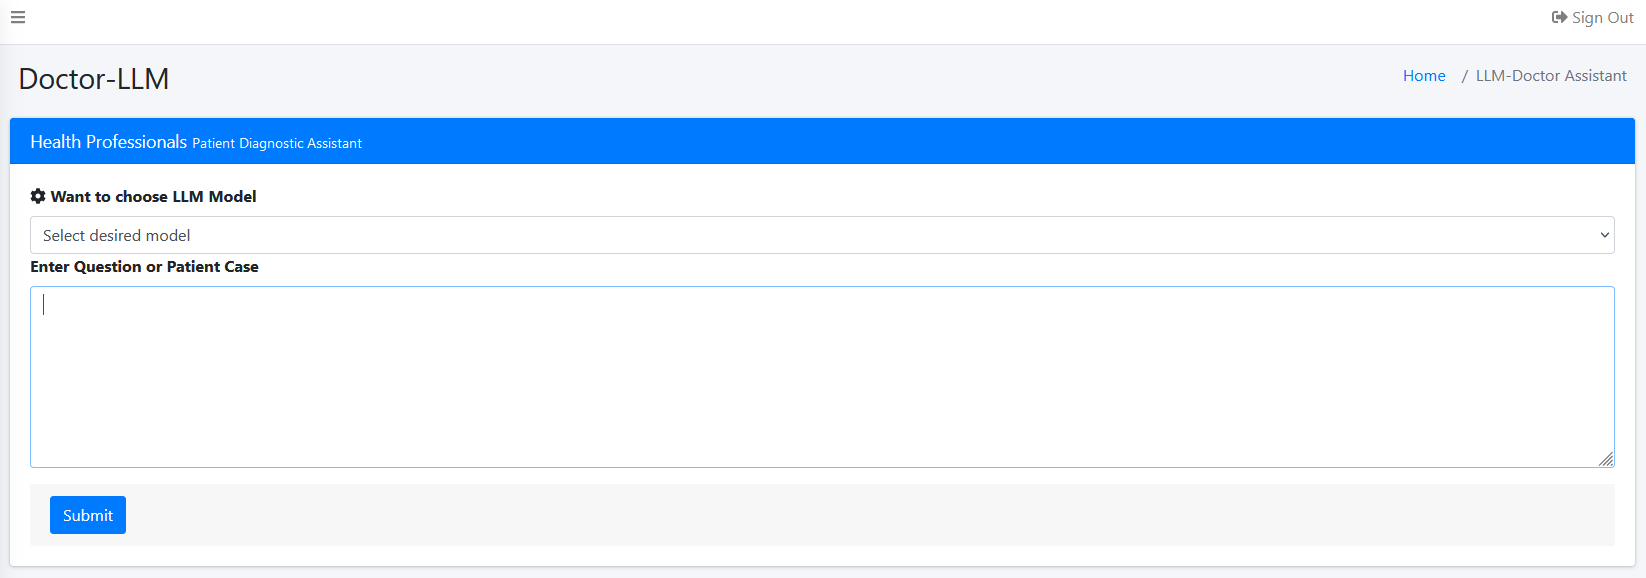 Sign Out
Doctor-LLM
Home / LLM-Doctor Assistant
Health Professionals Patient Diagnostic Assistant
Want to choose LLM Model
Select desired model
Enter Question or Patient Case
Submit